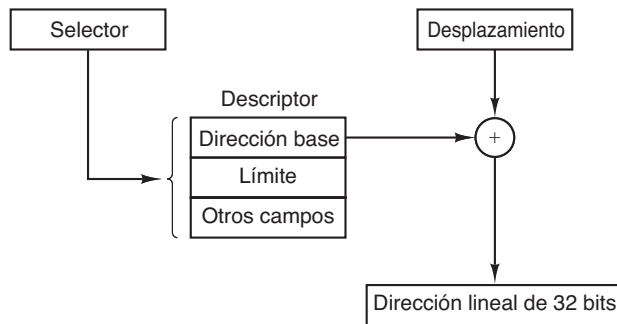 Selector
Desplazamiento
Descriptor
Dirección base
+
Límite
Otros campos
Dirección lineal de 32 bits